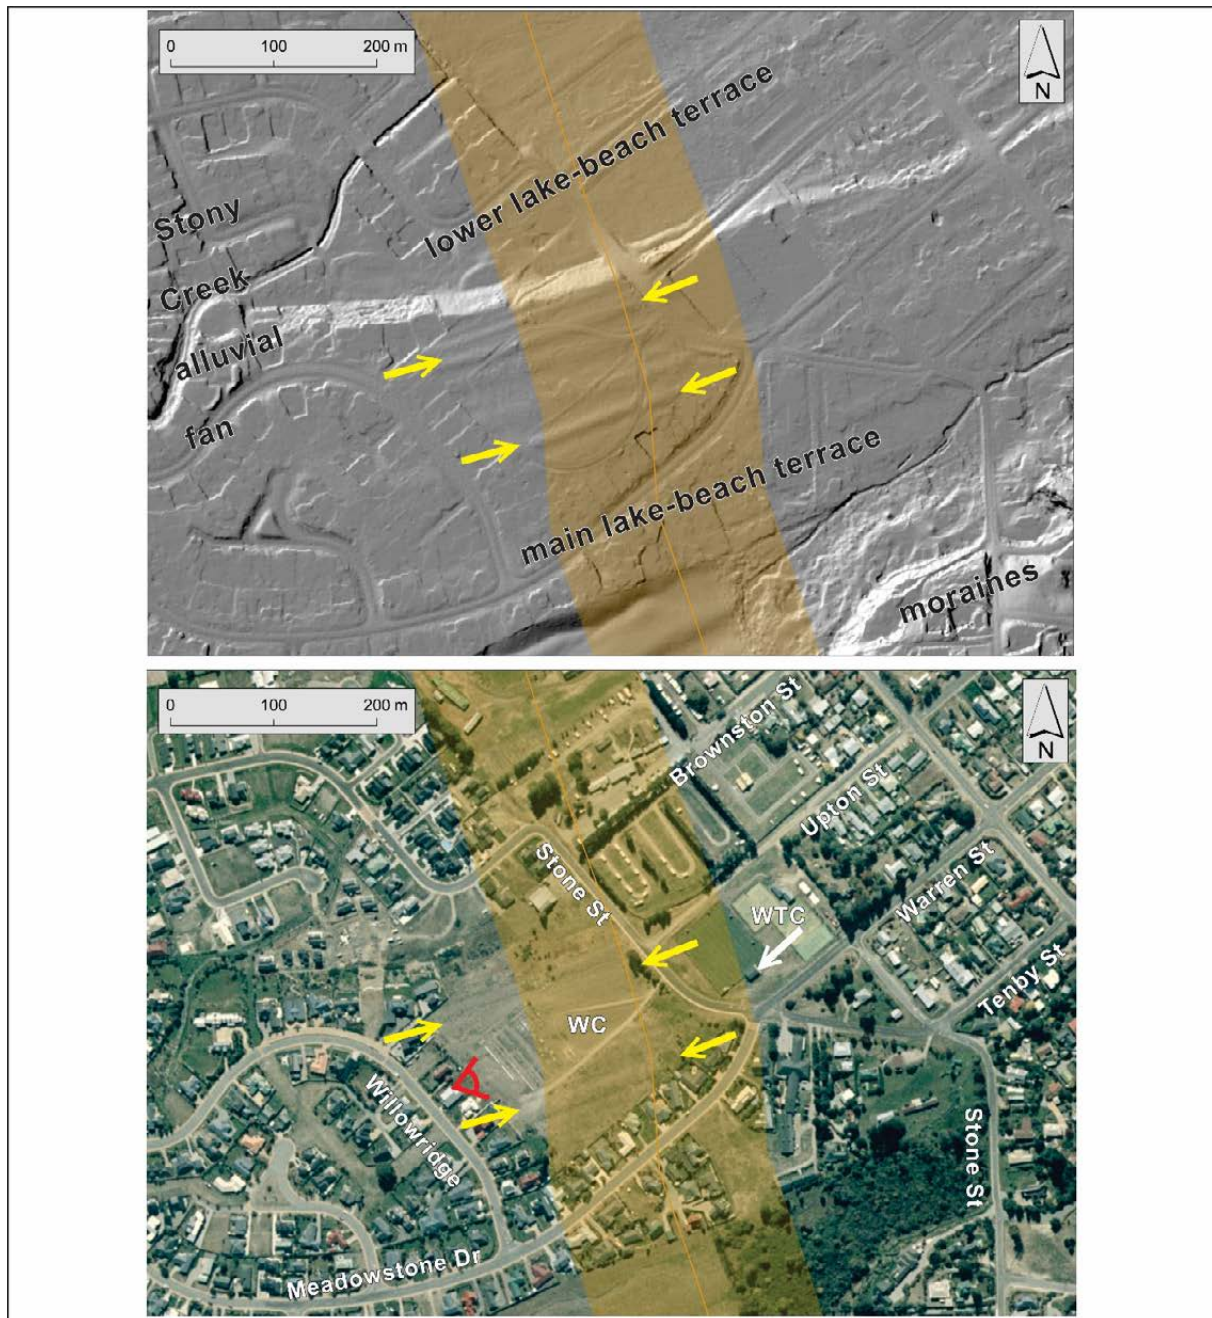 0 100 200 m
N
lower lake-beach terrace
Stony
Creek
alluvial
fan
main lake-beach terrace
moraines
0 100 200 m
N
Brownston St
Upton St
Stone St
Warren St
WTC
Tenby St
WC
Willowridge
Stone St
Meadowstone Dr